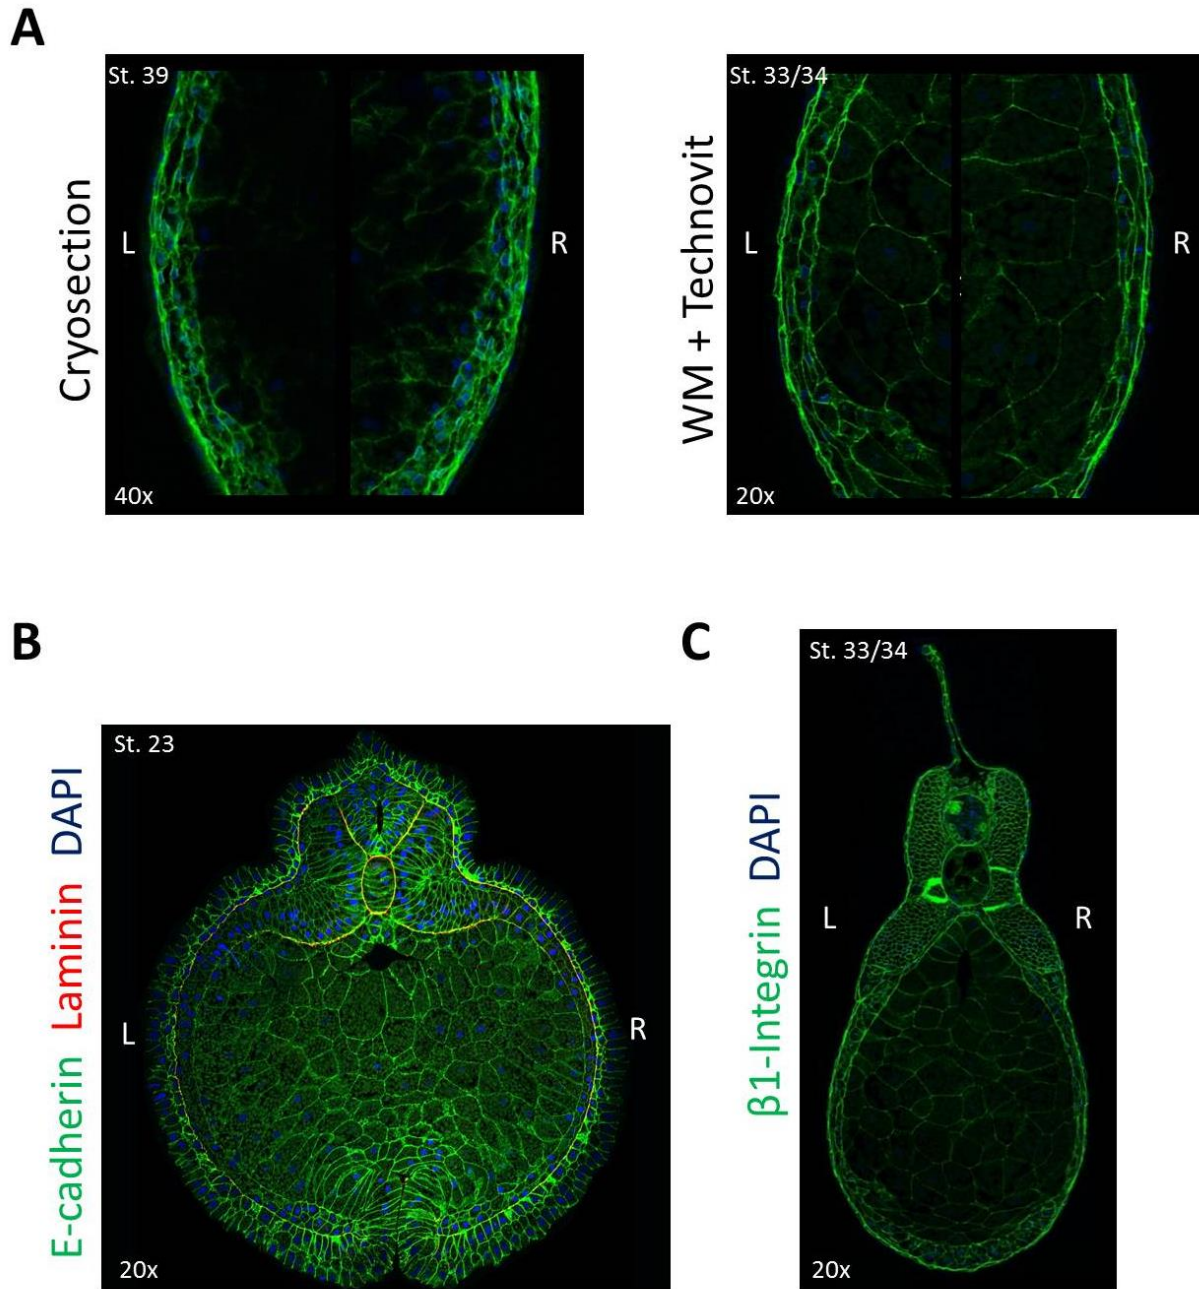 A
St. 39
Cryosection
L
R
40x
St. 33/34
WM + Technovit
L
R
20x
B
St. 23
E-cadherin Laminin DAPI
L
R
20x
C
St. 33/34
β1-Integrin DAPI
L
R
20x